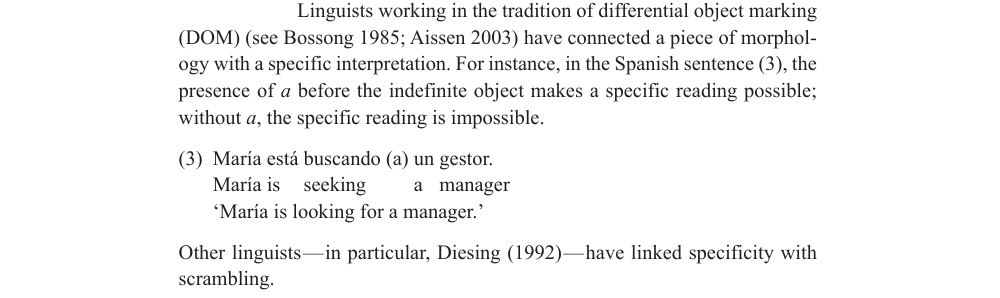 Linguists working in the tradition of differential object marking
(DOM) (see Bossong 1985; Aissen 2003) have connected a piece of morphol-
ogy with a specific interpretation. For instance, in the Spanish sentence (3), the
presence of a before the indefinite object makes a specific reading possible;
without a, the specific reading is impossible.
(3) María está buscando (a) un gestor.
María is seeking a manager
‘María is looking for a manager.’
Other linguists—in particular, Diesing (1992)—have linked specificity with
scrambling.